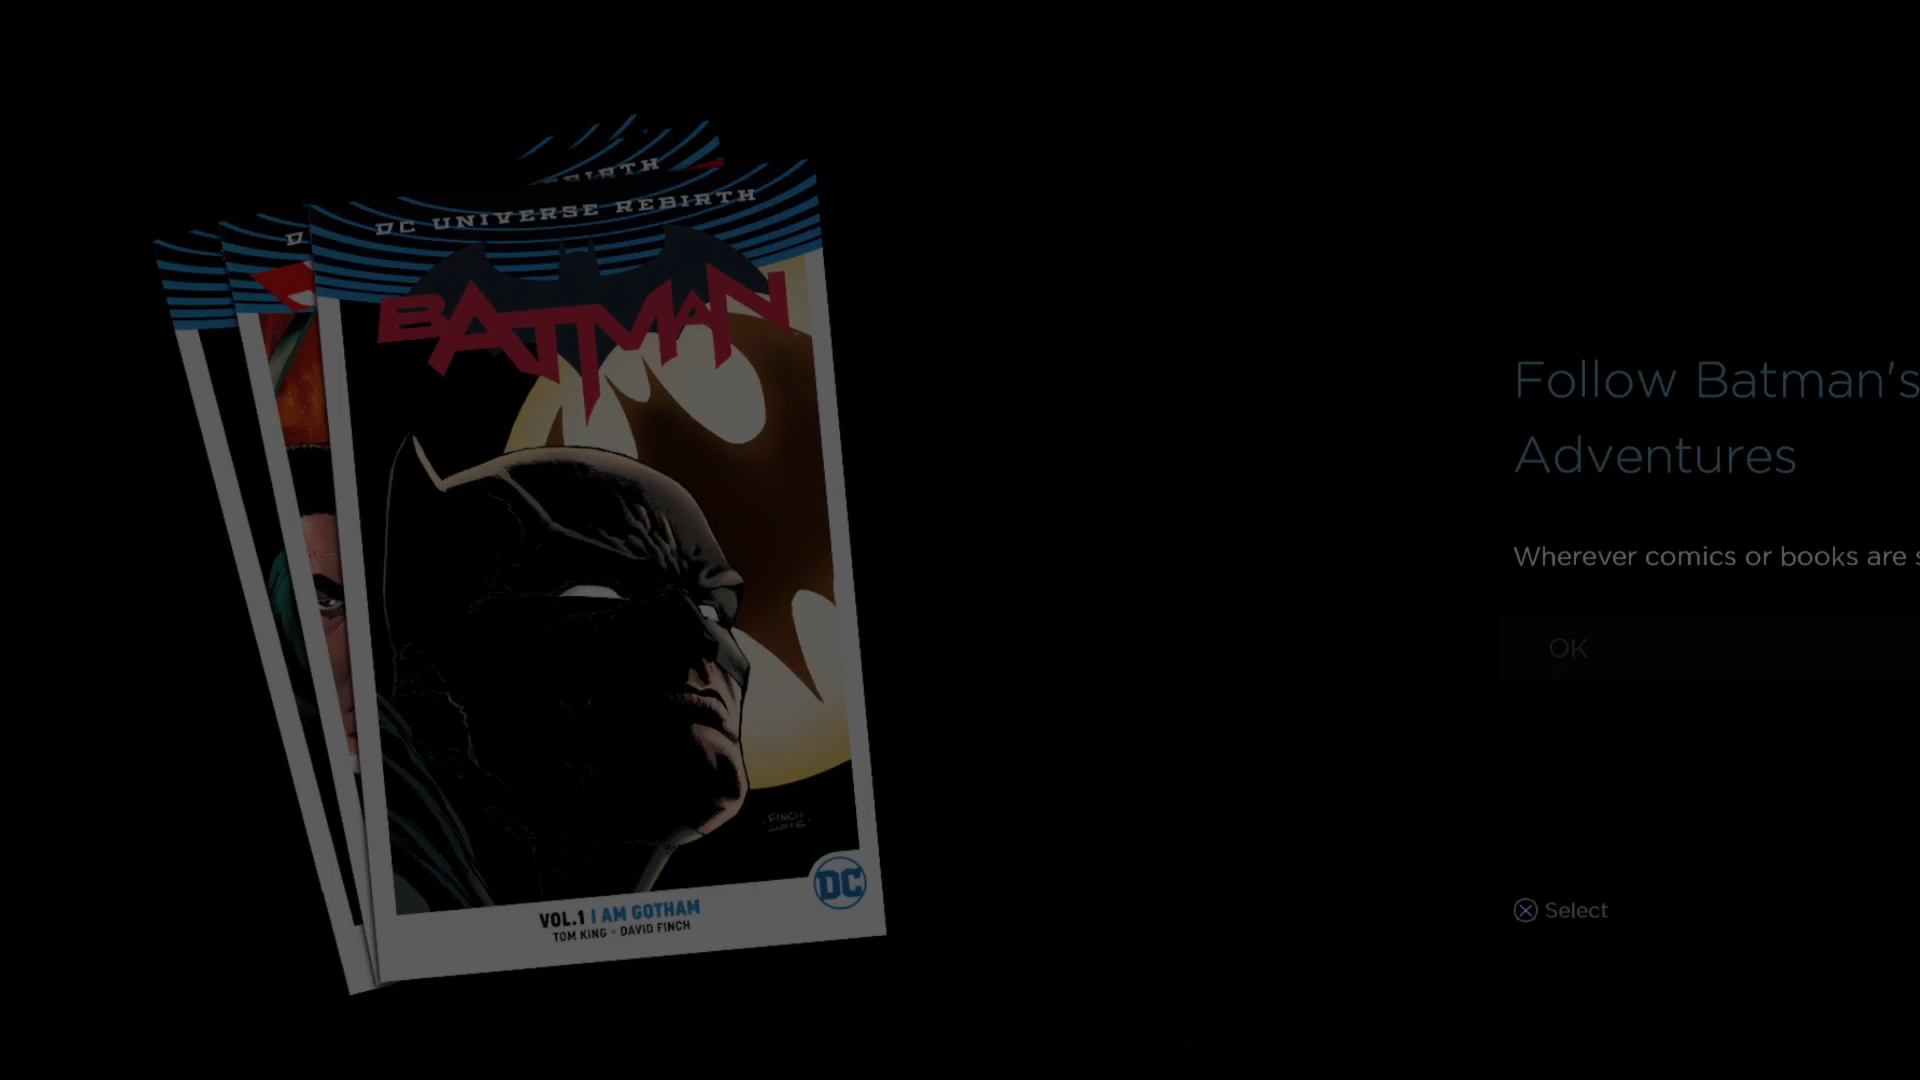 REBIRTH
DC UNIVERSE REBIRTH
D
BATMAN
Follow Batman's
Adventures
Wherever comics or books are s
OK
FINCH
2016
DC
VOL.1 I AM GOTHAM
TOM KING • DAVID FINCH
Select